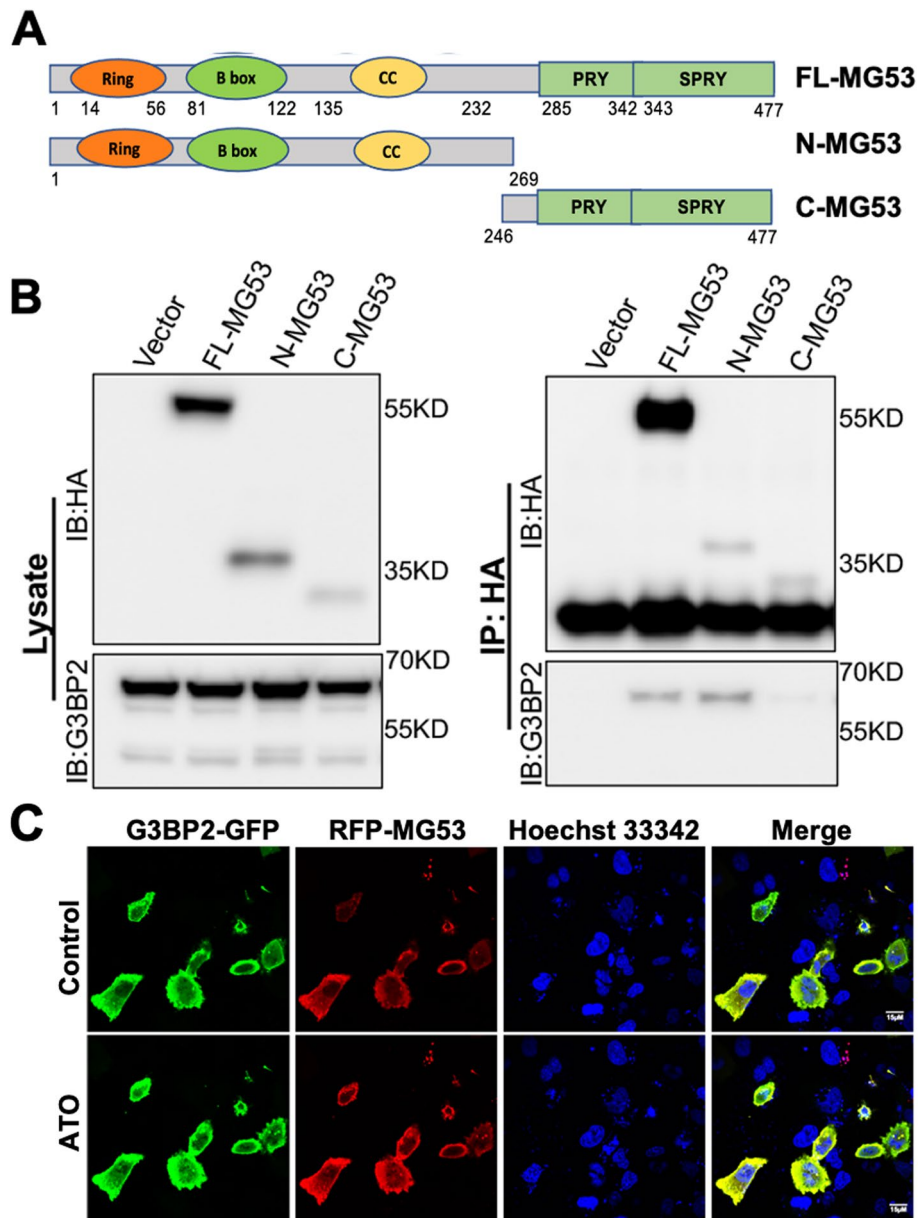 A
Ring B box CC PRY SPRY FL-MG53
1 14 56 81 122 135 232 285 342 343 477
Ring B box CC N-MG53
1 269
PRY SPRY C-MG53
246 477
B
Vector FL-MG53 N-MG53 C-MG53
Lysate
IB:HA
55KD
35KD
IB:G3BP2
70KD
55KD
Vector FL-MG53 N-MG53 C-MG53
IP: HA
IB:HA
55KD
35KD
IB:G3BP2
70KD
55KD
C
G3BP2-GFP RFP-MG53 Hoechst 33342 Merge
Control
15μM
ATO
15μM